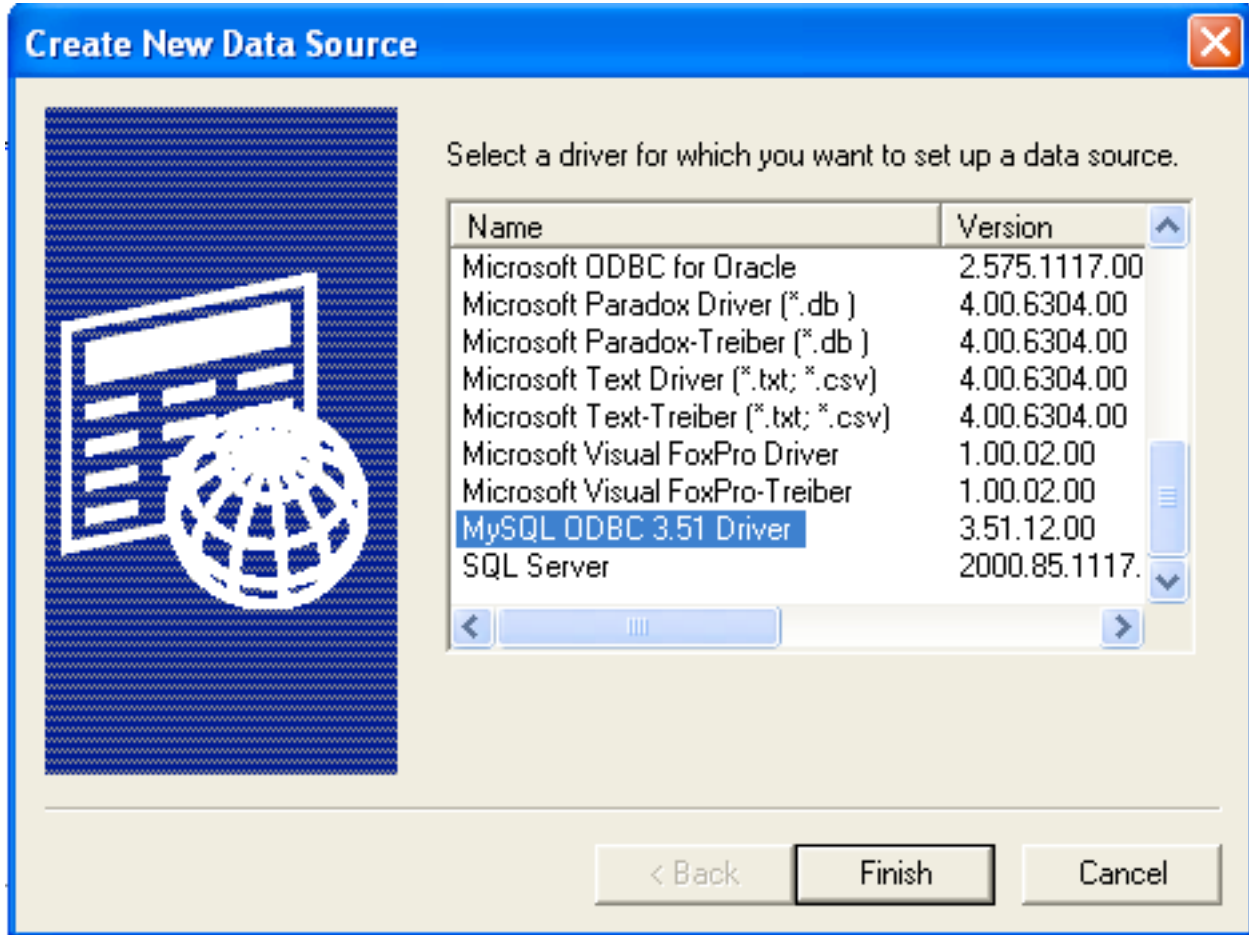 Create New Data Source
Select a driver for which you want to set up a data source.
Name Version
Microsoft ODBC for Oracle 2.575.1117.00
Microsoft Paradox Driver (*.db ) 4.00.6304.00
Microsoft Paradox-Treiber (*.db ) 4.00.6304.00
Microsoft Text Driver (*.txt; *.csv) 4.00.6304.00
Microsoft Text-Treiber (*.txt; *.csv) 4.00.6304.00
Microsoft Visual FoxPro Driver 1.00.02.00
Microsoft Visual FoxPro-Treiber 1.00.02.00
MySQL ODBC 3.51 Driver 3.51.12.00
SQL Server 2000.85.1117.
< Back Finish Cancel